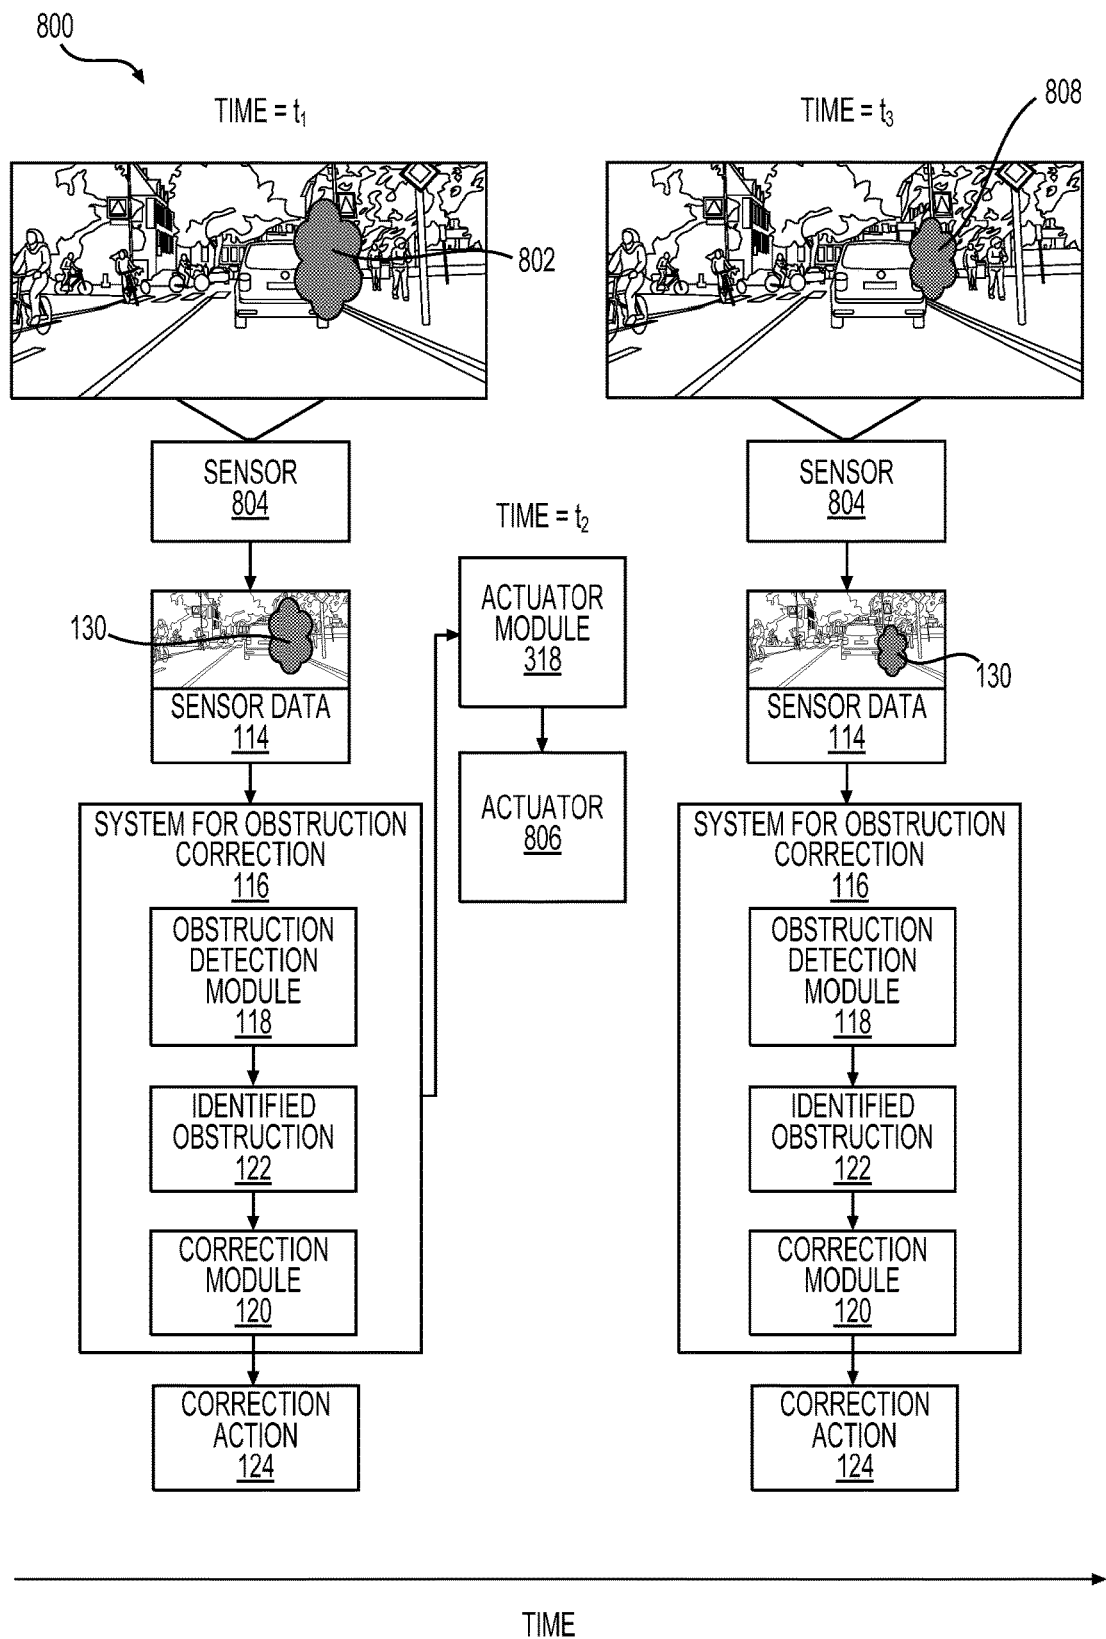 800
TIME = t1
TIME = t3
808
802
SENSOR
804
130
SENSOR DATA
114
SYSTEM FOR OBSTRUCTION
CORRECTION
116
OBSTRUCTION
DETECTION
MODULE
118
IDENTIFIED
OBSTRUCTION
122
CORRECTION
MODULE
120
CORRECTION
ACTION
124
TIME = t2
ACTUATOR
MODULE
318
ACTUATOR
806
SENSOR
804
130
SENSOR DATA
114
SYSTEM FOR OBSTRUCTION
CORRECTION
116
OBSTRUCTION
DETECTION
MODULE
118
IDENTIFIED
OBSTRUCTION
122
CORRECTION
MODULE
120
CORRECTION
ACTION
124
TIME